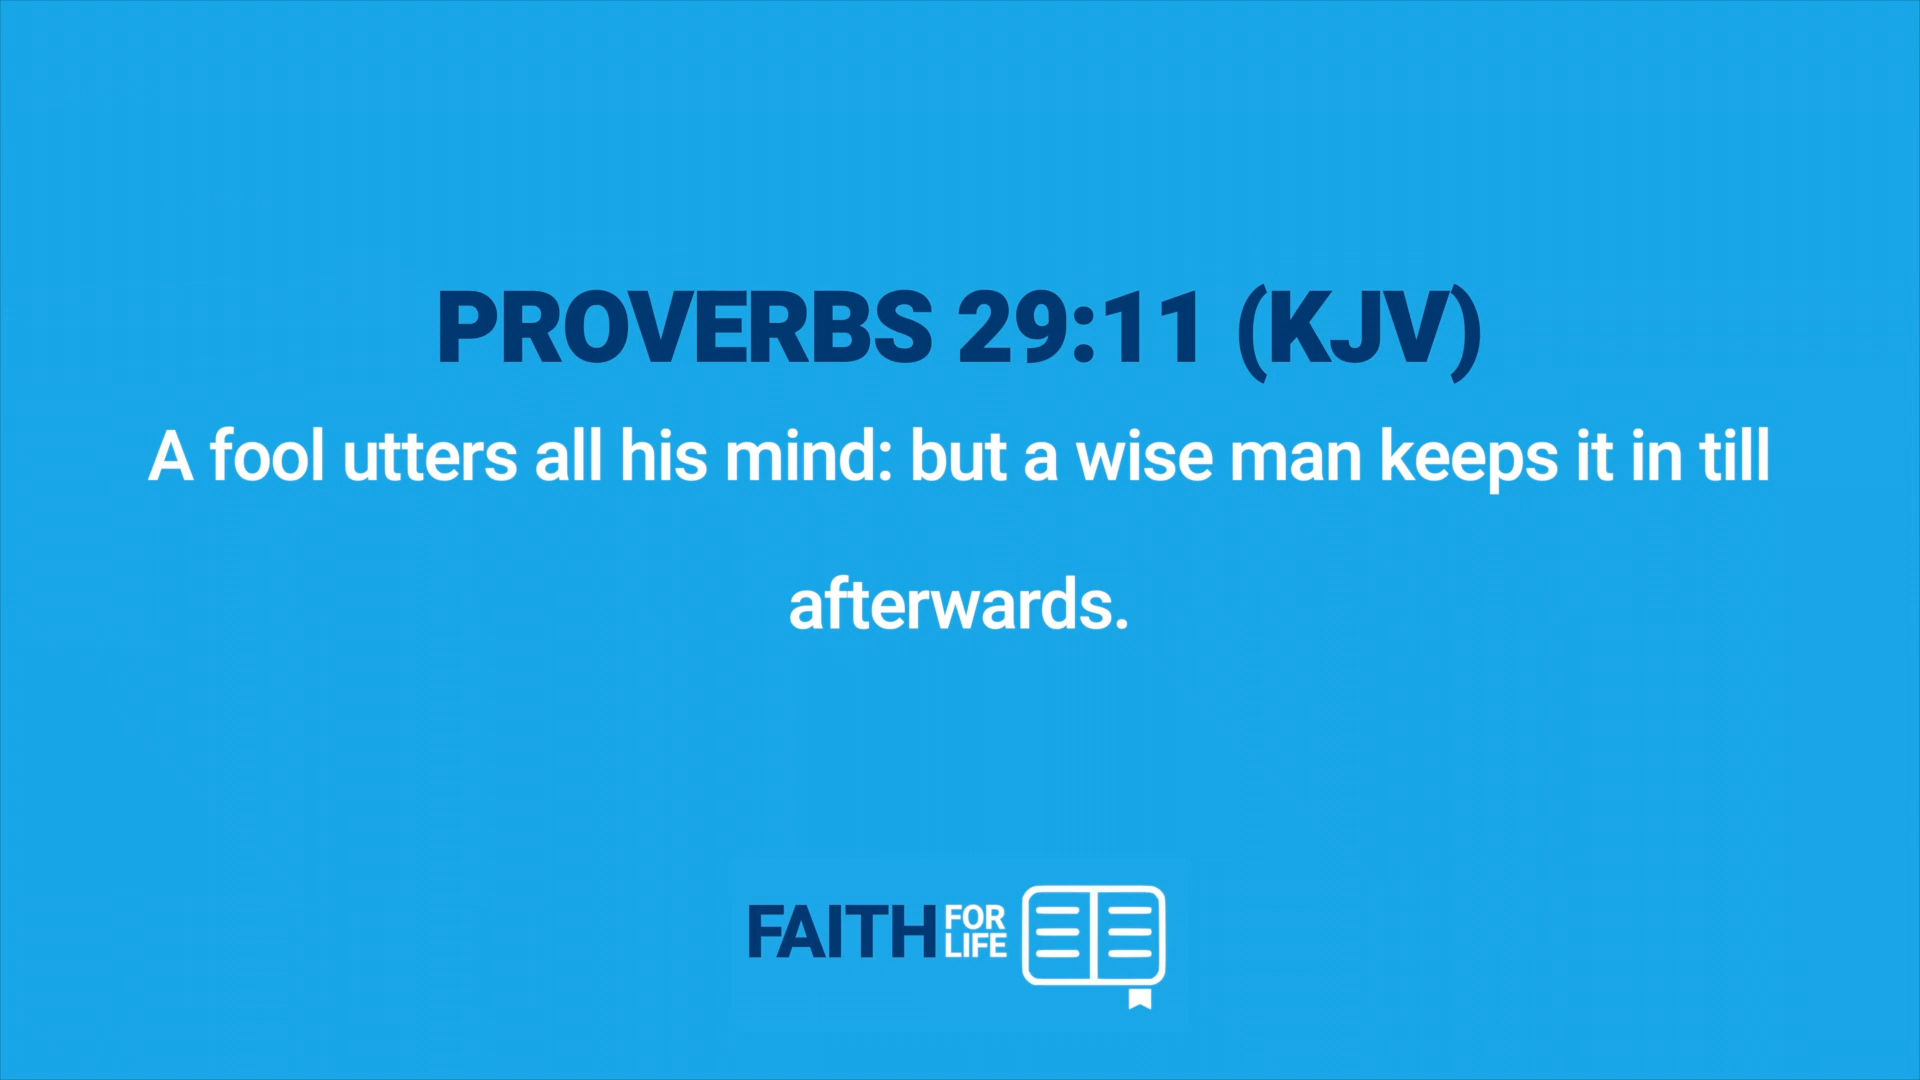 PROVERBS 29:11 (KJV)
A fool utters all his mind: but a wise man keeps it in till
afterwards.
FAITH FOR
LIFE